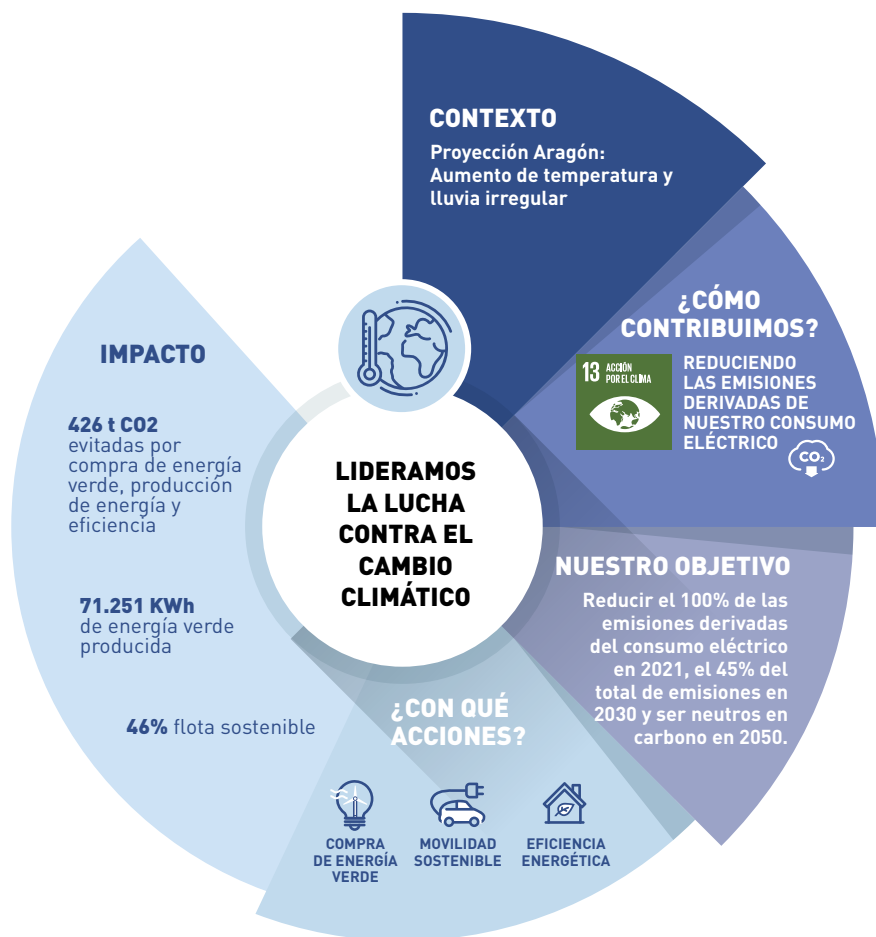 CONTEXTO
Proyección Aragón:
Aumento de temperatura y
lluvia irregular
¿CÓMO
CONTRIBUIMOS?
13 ACCIÓN
POR EL CLIMA
REDUCIENDO
LAS EMISIONES
DERIVADAS DE
NUESTRO CONSUMO
ELÉCTRICO
CO₂
NUESTRO OBJETIVO
Reducir el 100% de las
emisiones derivadas
del consumo eléctrico
en 2021, el 45% del
total de emisiones en
2030 y ser neutros en
carbono en 2050.
¿CON QUÉ
ACCIONES?
COMPRA
DE ENERGÍA
VERDE
MOVILIDAD
SOSTENIBLE
EFICIENCIA
ENERGÉTICA
IMPACTO
426 t CO2
evitadas por
compra de energía
verde, producción
de energía y
eficiencia
71.251 KWh
de energía verde
producida
46% flota sostenible
LIDERAMOS
LA LUCHA
CONTRA EL
CAMBIO
CLIMÁTICO